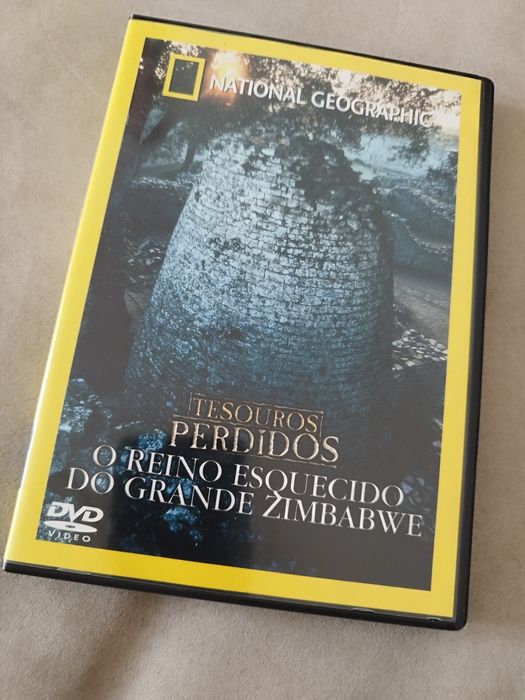 NATIONAL GEOGRAPHIC
TESOUROS
PERDIDOS
O REINO ESQUECIDO
DO GRANDE ZIMBABWE
DVD
VIDEO